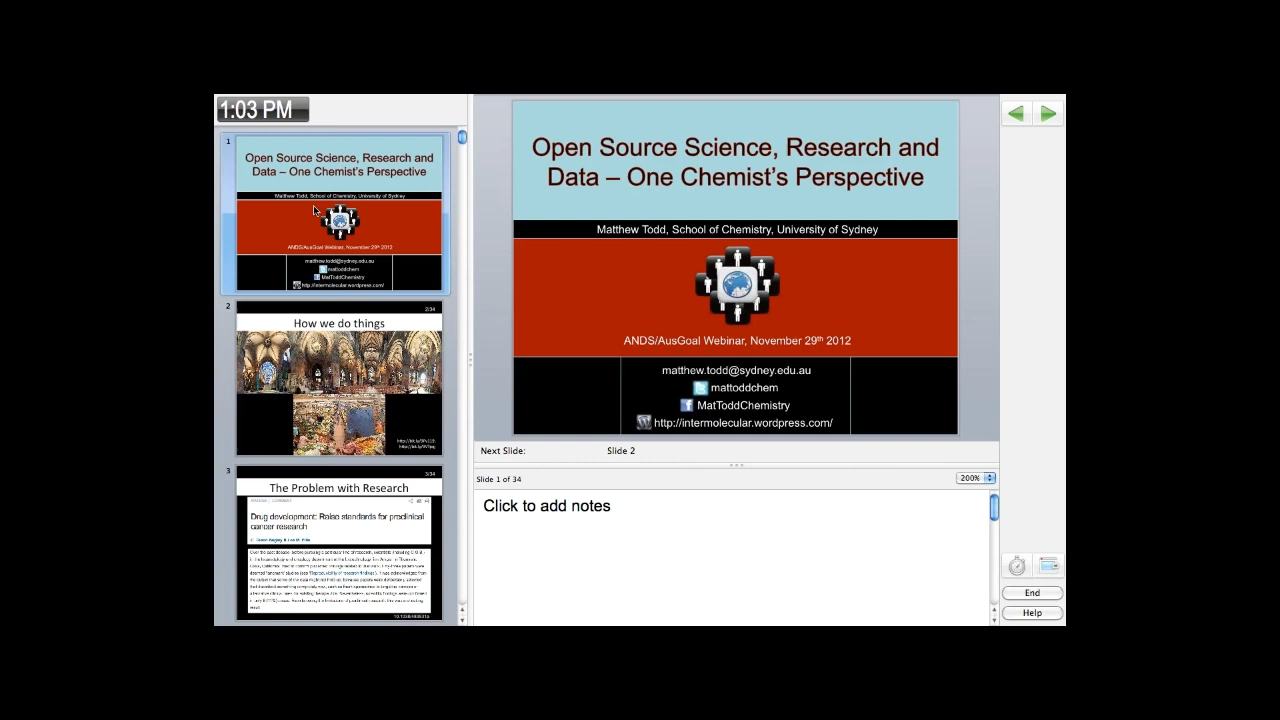 1:03 PM
1
Open Source Science, Research and
Data – One Chemist's Perspective
Matthew Todd, School of Chemistry, University of Sydney
ANDS/AusGoal Webinar, November 29th 2012
matthew.todd@sydney.edu.au
mattoddchem
MatToddChemistry
http://intermolecular.wordpress.com/
2
2/34
How we do things
3
3/34
The Problem with Research
Drug development: Raise standards for preclinical
cancer research
Open Source Science, Research and
Data – One Chemist's Perspective
Matthew Todd, School of Chemistry, University of Sydney
ANDS/AusGoal Webinar, November 29th 2012
matthew.todd@sydney.edu.au
mattoddchem
MatToddChemistry
http://intermolecular.wordpress.com/
Next Slide: Slide 2
Slide 1 of 34
200%
Click to add notes
End
Help